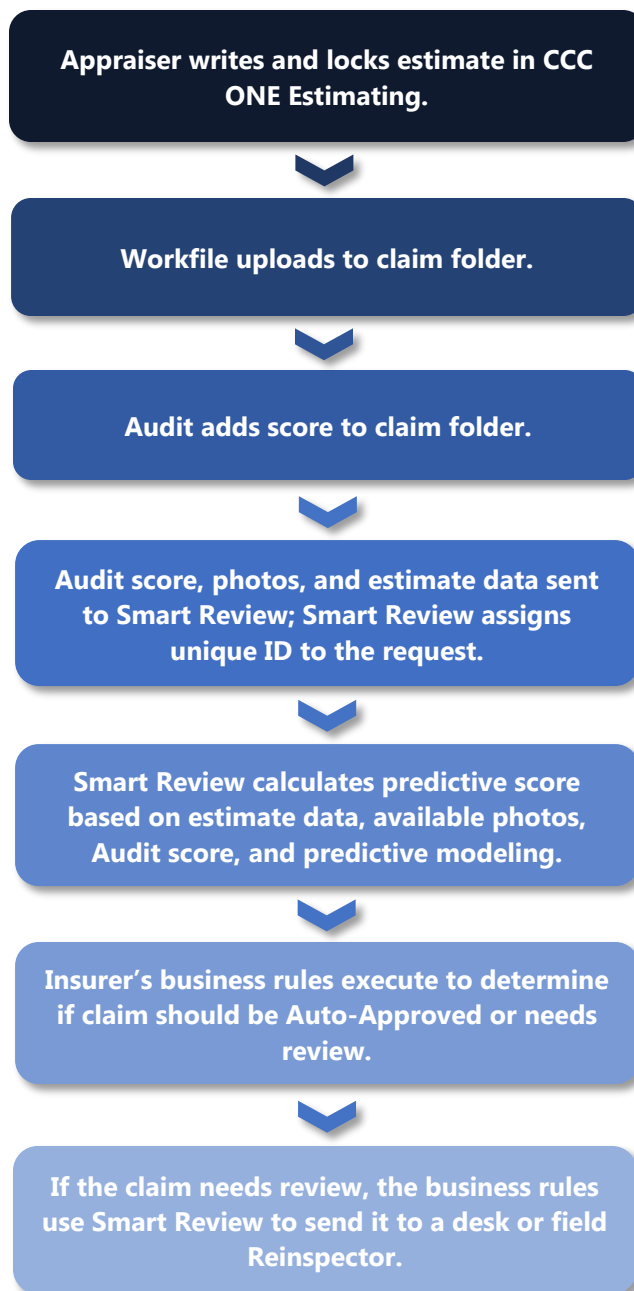 Appraiser writes and locks estimate in CCC
ONE Estimating.
Workfile uploads to claim folder.
Audit adds score to claim folder.
Audit score, photos, and estimate data sent
to Smart Review; Smart Review assigns
unique ID to the request.
Smart Review calculates predictive score
based on estimate data, available photos,
Audit score, and predictive modeling.
Insurer’s business rules execute to determine
if claim should be Auto-Approved or needs
review.
If the claim needs review, the business rules
use Smart Review to send it to a desk or field
Reinspector.